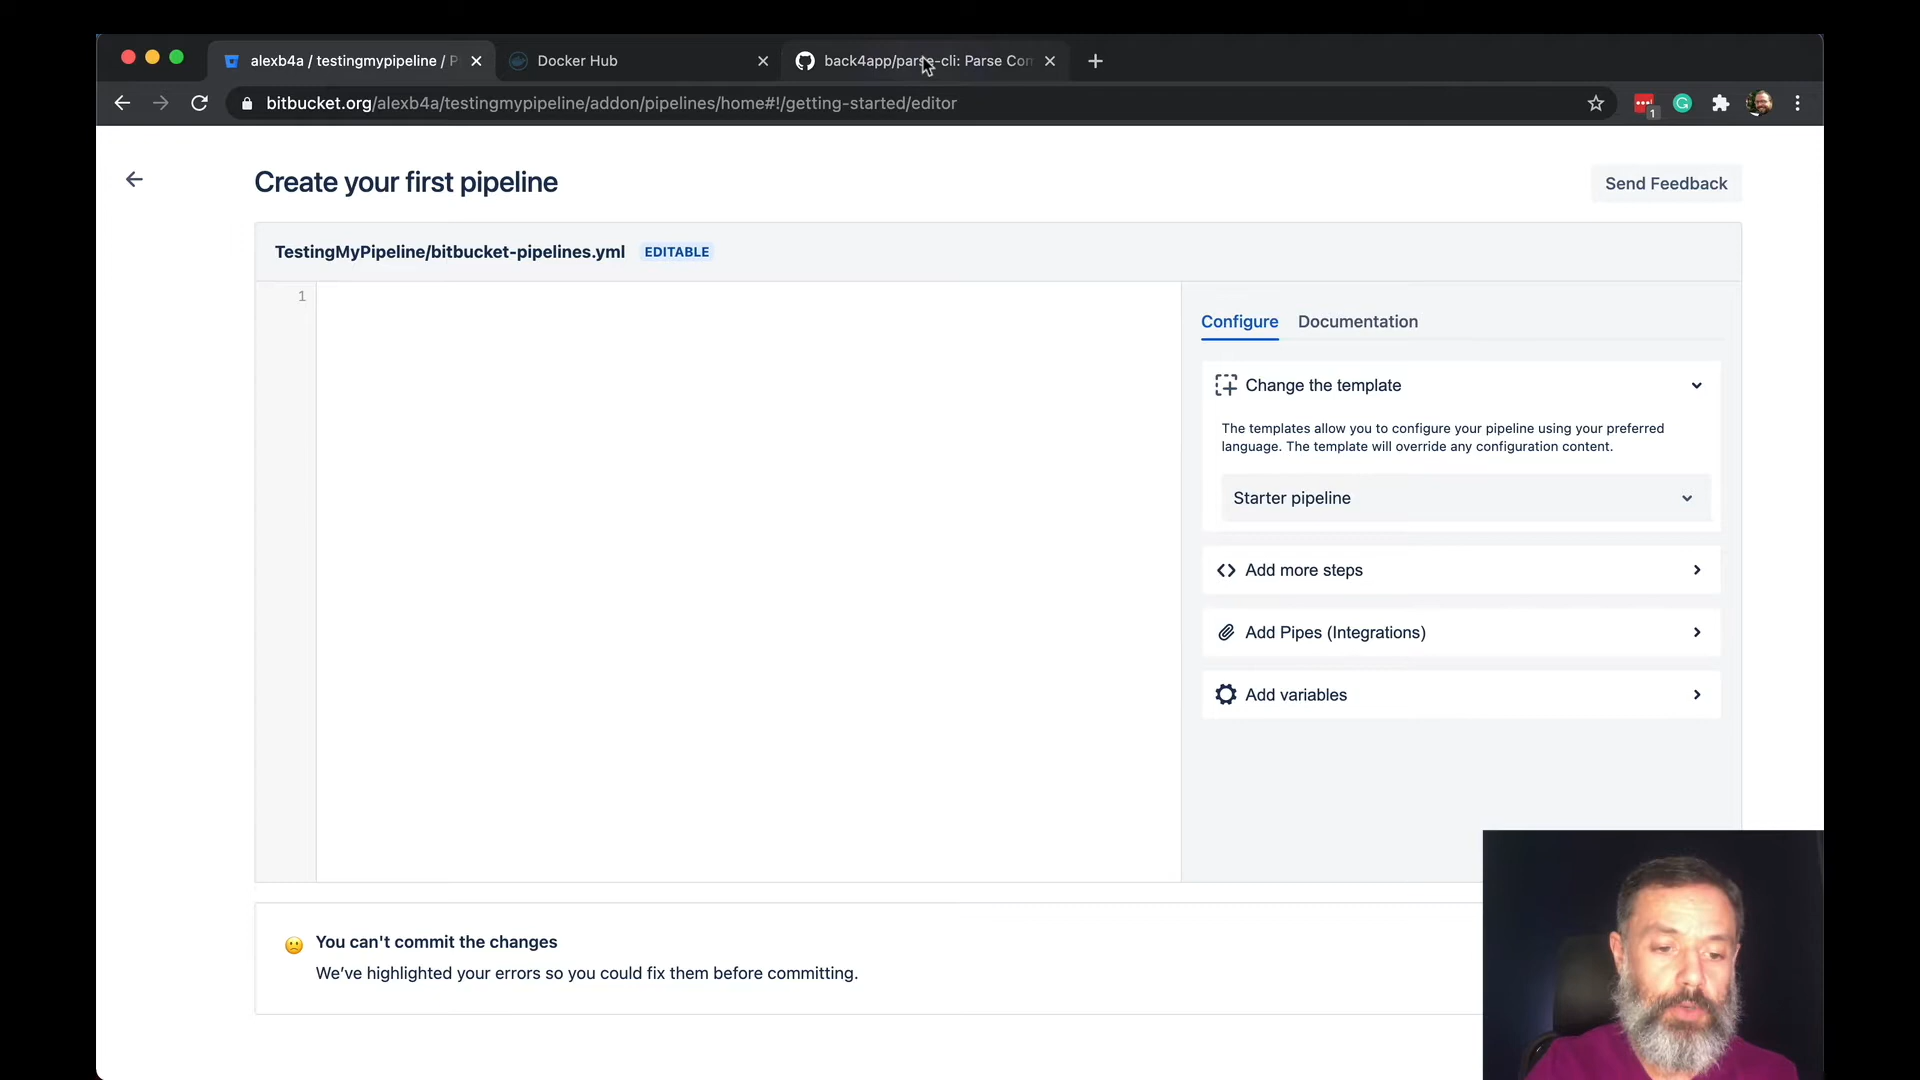 alexb4a / testingmypipeline / P
Docker Hub
back4app/parse-cli: Parse Con
bitbucket.org/alexb4a/testingmypipeline/addon/pipelines/home#!/getting-started/editor
1
Create your first pipeline
Send Feedback
TestingMyPipeline/bitbucket-pipelines.yml EDITABLE
1
Configure Documentation
Change the template
The templates allow you to configure your pipeline using your preferred
language. The template will override any configuration content.
Starter pipeline
Add more steps
Add Pipes (Integrations)
Add variables
You can't commit the changes
We've highlighted your errors so you could fix them before committing.